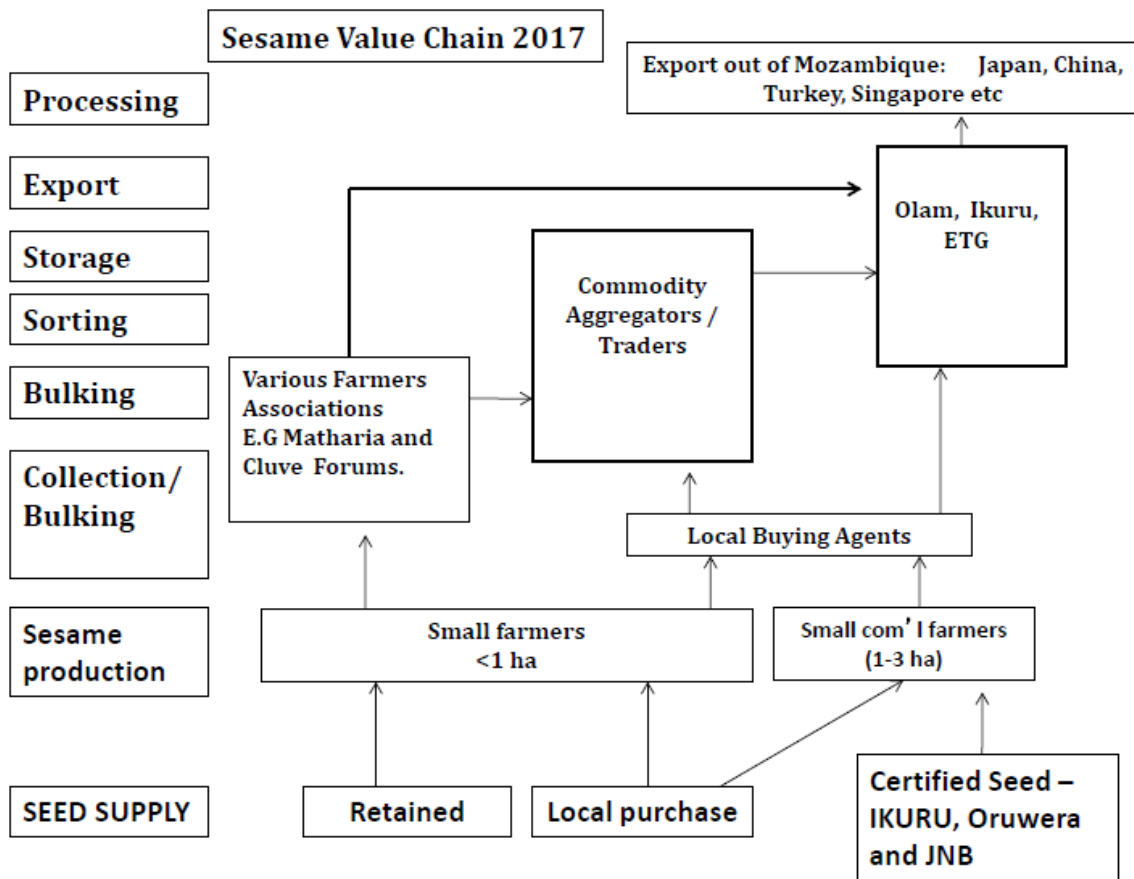 Sesame Value Chain 2017
Export out of Mozambique: Japan, China,
Turkey, Singapore etc
Processing
Export
Olam, Ikuru,
ETG
Storage
Commodity
Aggregators /
Traders
Sorting
Bulking
Various Farmers
Associations
E.G Matharia and
Cluve Forums.
Collection/
Bulking
Local Buying Agents
Sesame
production
Small farmers
<1 ha
Small com' l farmers
(1-3 ha)
SEED SUPPLY
Retained
Local purchase
Certified Seed –
IKURU, Oruwera
and JNB